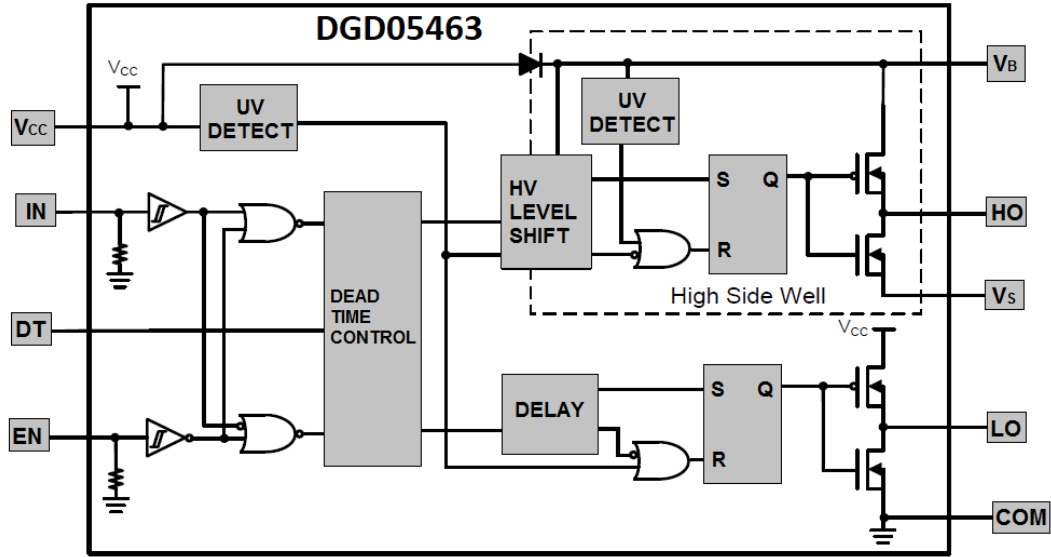 DGD05463
VCC
VB
UV
DETECT
UV
DETECT
VCC
IN
HV
LEVEL
SHIFT
S
Q
R
HO
High Side Well
VS
DEAD
TIME
CONTROL
DT
VCC
DELAY
S
Q
R
LO
EN
COM